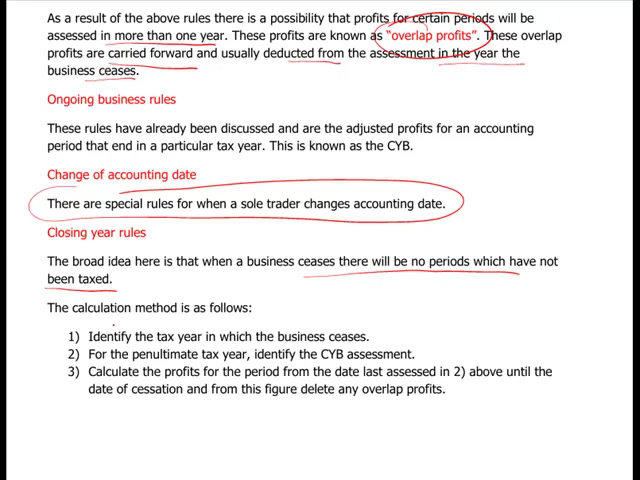 As a result of the above rules there is a possibility that profits for certain periods will be
assessed in more than one year. These profits are known as "overlap profits". These overlap
profits are carried forward and usually deducted from the assessment in the year the
business ceases.
Ongoing business rules
These rules have already been discussed and are the adjusted profits for an accounting
period that end in a particular tax year. This is known as the CYB.
Change of accounting date
There are special rules for when a sole trader changes accounting date.
Closing year rules
The broad idea here is that when a business ceases there will be no periods which have not
been taxed.
The calculation method is as follows:
1) Identify the tax year in which the business ceases.
2) For the penultimate tax year, identify the CYB assessment.
3) Calculate the profits for the period from the date last assessed in 2) above until the
date of cessation and from this figure delete any overlap profits.